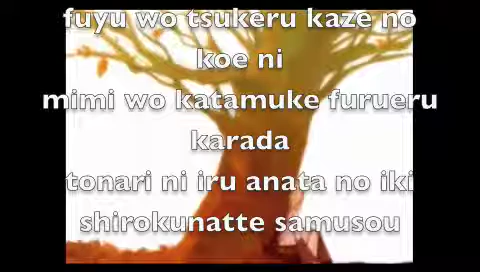 fuyu wo tsukeru kaze no
koe ni
mimi wo katamuke furueru
karada
tonari ni iru anata no iki
shirokunatte samusou